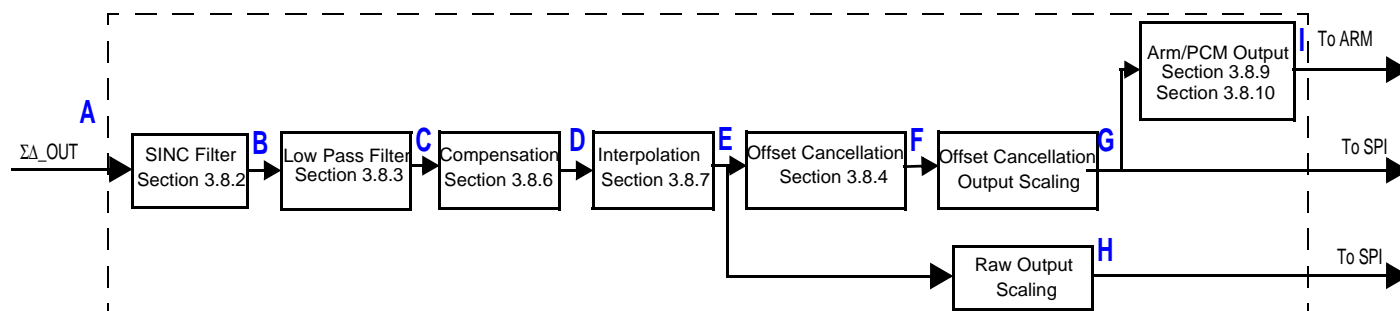 A
ΣΔ_OUT
SINC Filter
Section 3.8.2
B
Low Pass Filter
Section 3.8.3
C
Compensation
Section 3.8.6
D
Interpolation
Section 3.8.7
E
Offset Cancellation
Section 3.8.4
F
Offset Cancellation
Output Scaling
G
Arm/PCM Output
Section 3.8.9
Section 3.8.10
I
To ARM
To SPI
Raw Output
Scaling
H
To SPI